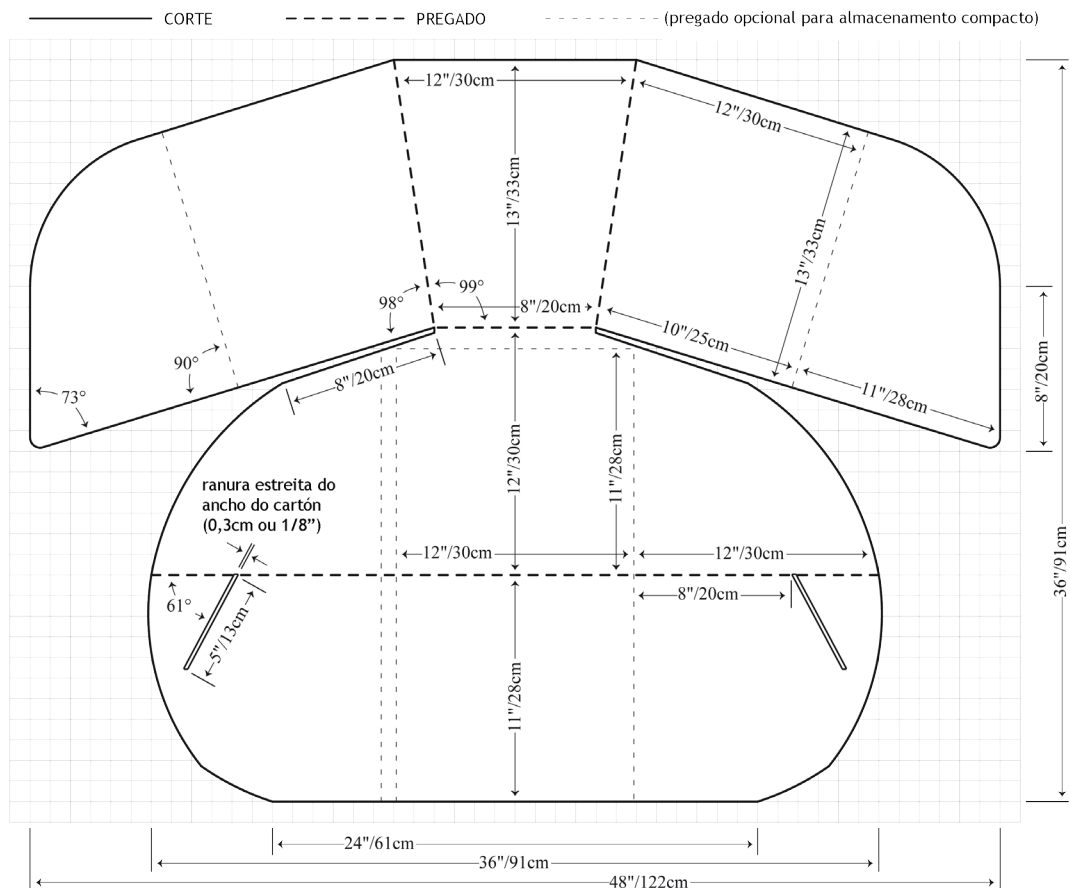 CORTE
PREGADO
(pregado opcional para almacenamento compacto)
12"/30cm
12"/30cm
13"/33cm
13"/33cm
98°
99°
8"/20cm
10"/25cm
90°
8"/20cm
11"/28cm
8"/20cm
73°
12"/30cm
11"/28cm
ranura estreita do
ancho do cartón
(0,3cm ou 1/8”)
12"/30cm
12"/30cm
36"/91cm
61°
8"/20cm
5"/13cm
11"/28cm
24"/61cm
36"/91cm
48"/122cm